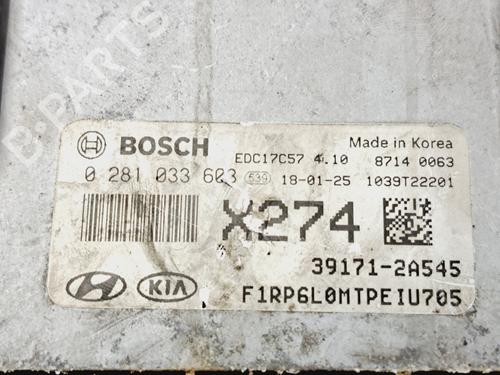 BOSCH
Made in Korea
EDC17C57 4.10 8714 0063
0 281 033 603 539 18-01-25 1039T22201
X274
39171-2A545
KIA
F1RP6L0MTPEIU705
B-PARTS